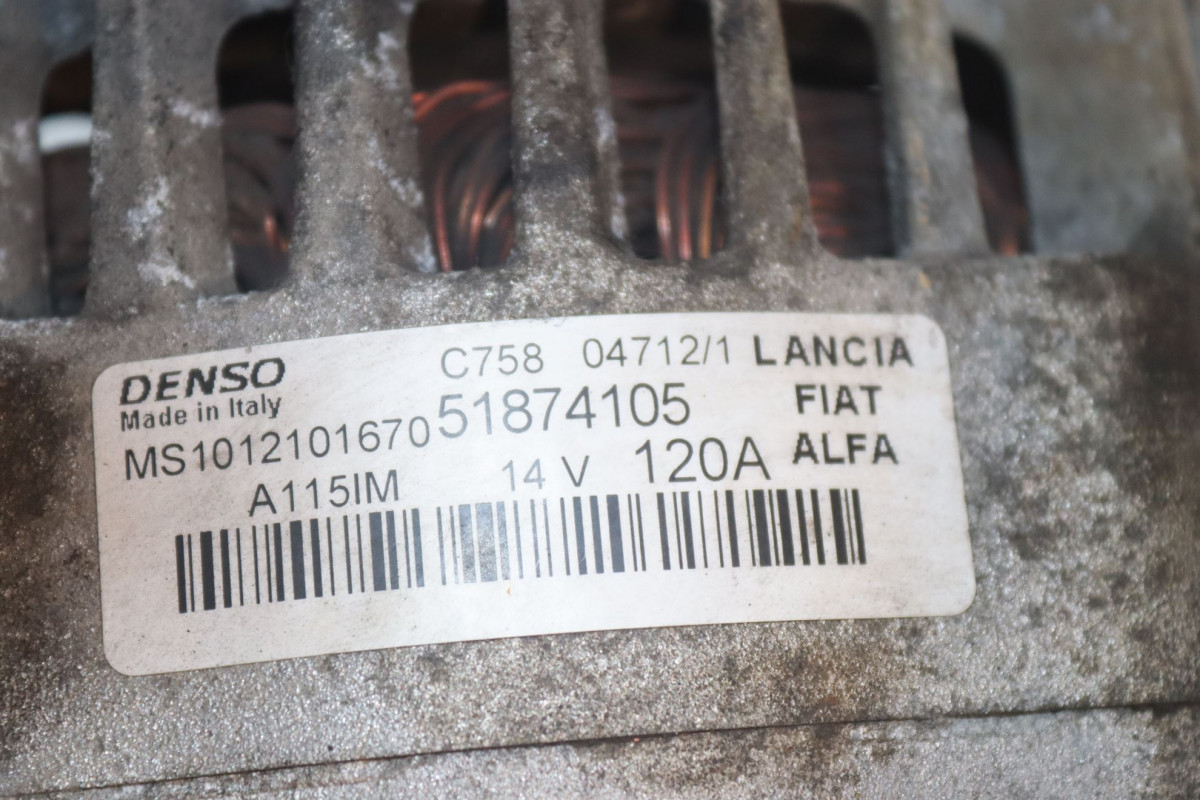 DENSO C758 04712/1 LANCIA
Made in Italy 51874105 FIAT
MS1012101670
A115IM 14 V 120A ALFA